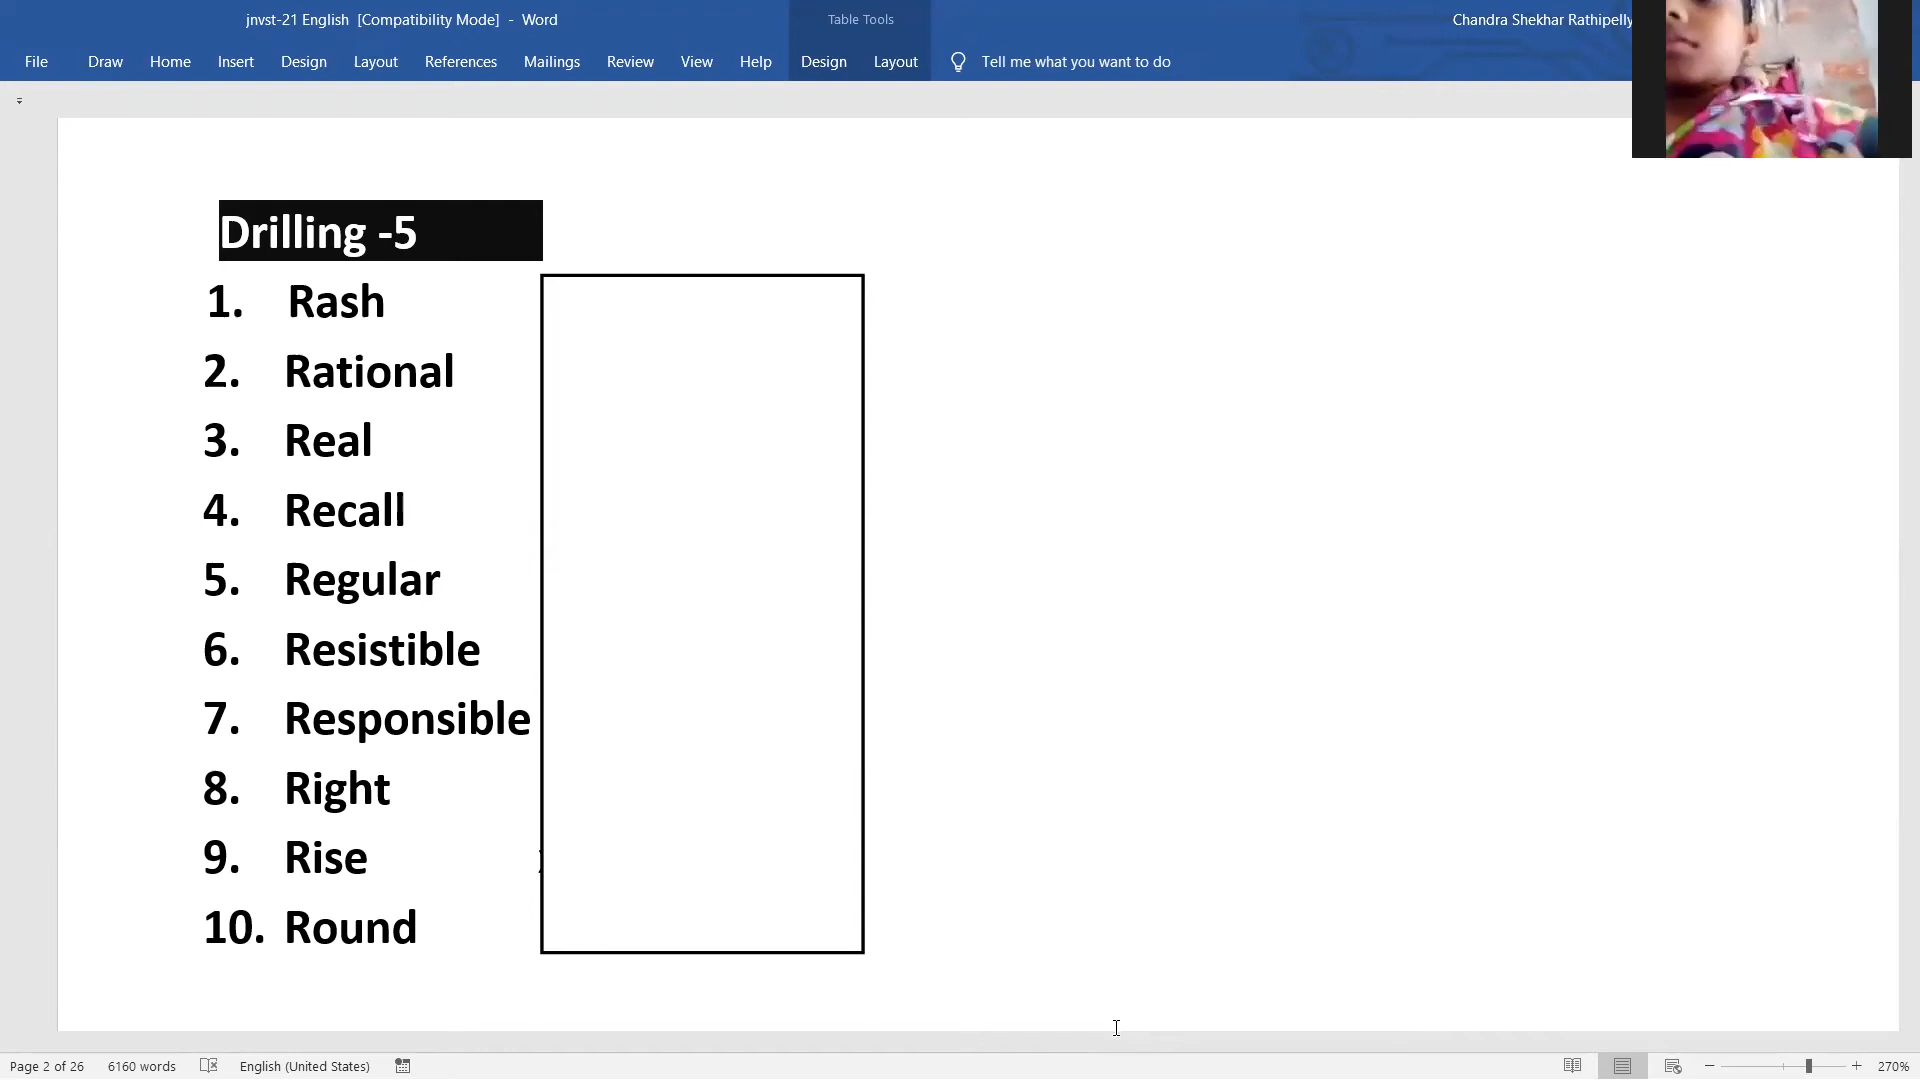 jnvst-21 English [Compatibility Mode] - Word
Table Tools
Chandra Shekhar Rathipelly
File Draw Home Insert Design Layout References Mailings Review View Help Design Layout Tell me what you want to do
Drilling -5
1. Rash
2. Rational
3. Real
4. Recall
5. Regular
6. Resistible
7. Responsible
8. Right
9. Rise
10. Round
Page 2 of 26 6160 words English (United States) 270%